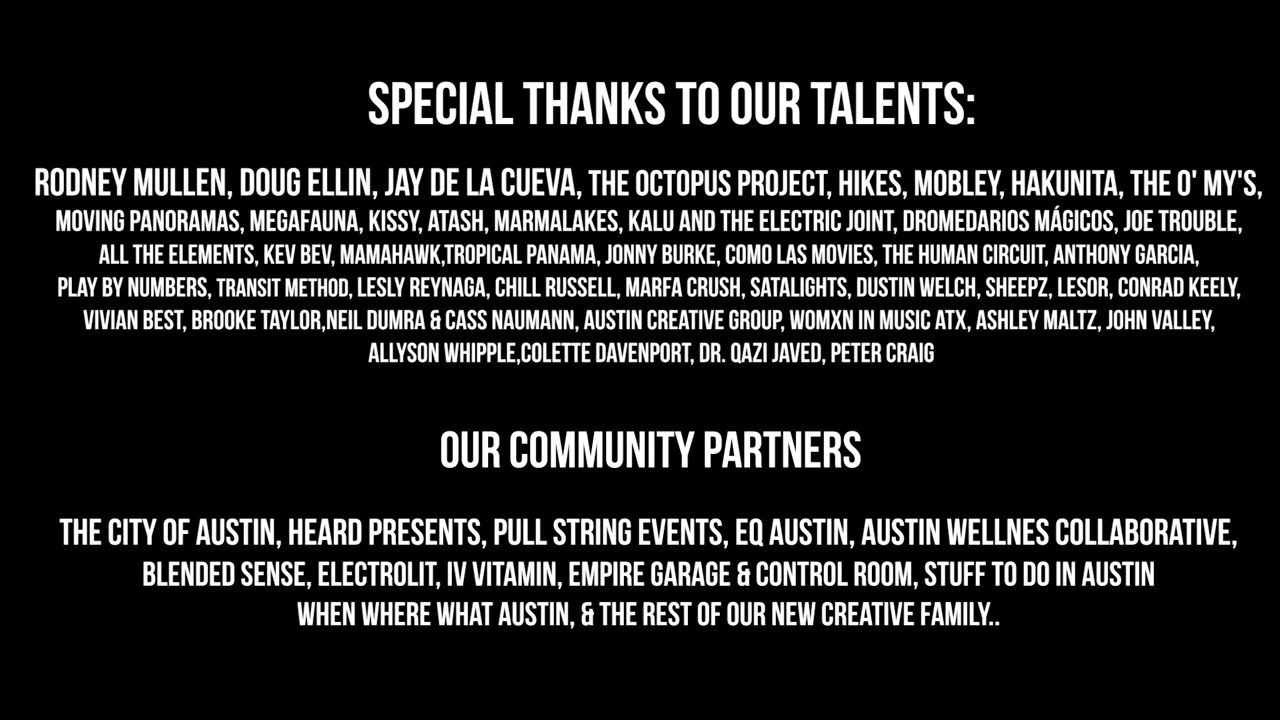 SPECIAL THANKS TO OUR TALENTS:
RODNEY MULLEN, DOUG ELLIN, JAY DE LA CUEVA, THE OCTOPUS PROJECT, HIKES, MOBLEY, HAKUNITA, THE O' MY'S,
MOVING PANORAMAS, MEGAFAUNA, KISSY, ATASH, MARMALAKES, KALU AND THE ELECTRIC JOINT, DROMEDARIOS MÁGICOS, JOE TROUBLE,
ALL THE ELEMENTS, KEV BEV, MAMAHAWK,TROPICAL PANAMA, JONNY BURKE, COMO LAS MOVIES, THE HUMAN CIRCUIT, ANTHONY GARCIA,
PLAY BY NUMBERS, TRANSIT METHOD, LESLY REYNAGA, CHILL RUSSELL, MARFA CRUSH, SATALIGHTS, DUSTIN WELCH, SHEEPZ, LESOR, CONRAD KEELY,
VIVIAN BEST, BROOKE TAYLOR,NEIL DUMRA & CASS NAUMANN, AUSTIN CREATIVE GROUP, WOMXN IN MUSIC ATX, ASHLEY MALTZ, JOHN VALLEY,
ALLYSON WHIPPLE,COLETTE DAVENPORT, DR. QAZI JAVED, PETER CRAIG
OUR COMMUNITY PARTNERS
THE CITY OF AUSTIN, HEARD PRESENTS, PULL STRING EVENTS, EQ AUSTIN, AUSTIN WELLNES COLLABORATIVE,
BLENDED SENSE, ELECTROLIT, IV VITAMIN, EMPIRE GARAGE & CONTROL ROOM, STUFF TO DO IN AUSTIN
WHEN WHERE WHAT AUSTIN, & THE REST OF OUR NEW CREATIVE FAMILY..